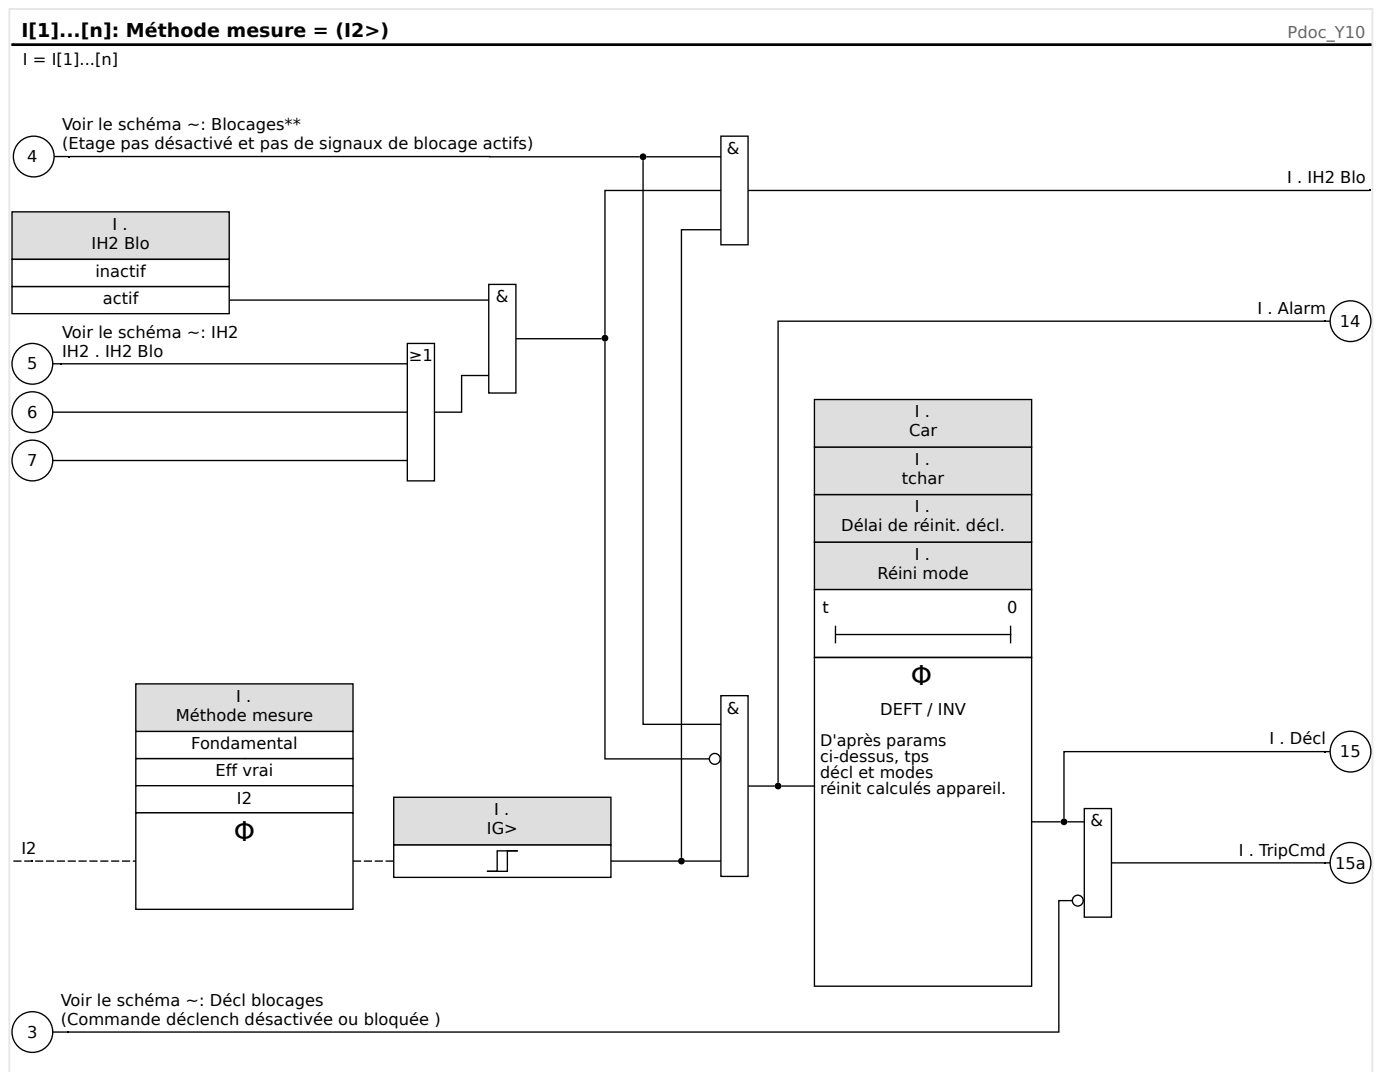 I[1]...[n]: Méthode mesure = (I2>)
Pdoc_Y10
I = I[1]...[n]
Voir le schéma ~: Blocages**
(Etage pas désactivé et pas de signaux de blocage actifs)
4
&
I . IH2 Blo
I .
IH2 Blo
inactif
actif
&
I . Alarm
14
Voir le schéma ~: IH2
IH2 . IH2 Blo
5
≥1
6
7
I .
Car
I .
tchar
I .
Délai de réinit. décl.
I .
Réini mode
t
0
Φ
DEFT / INV
D'après params
ci-dessus, tps
décl et modes
réinit calculés appareil.
I .
Méthode mesure
Fondamental
Eff vrai
I2
Φ
I2
I .
IG>
&
I . Décl
15
&
I . TripCmd
15a
Voir le schéma ~: Décl blocages
(Commande déclench désactivée ou bloquée )
3